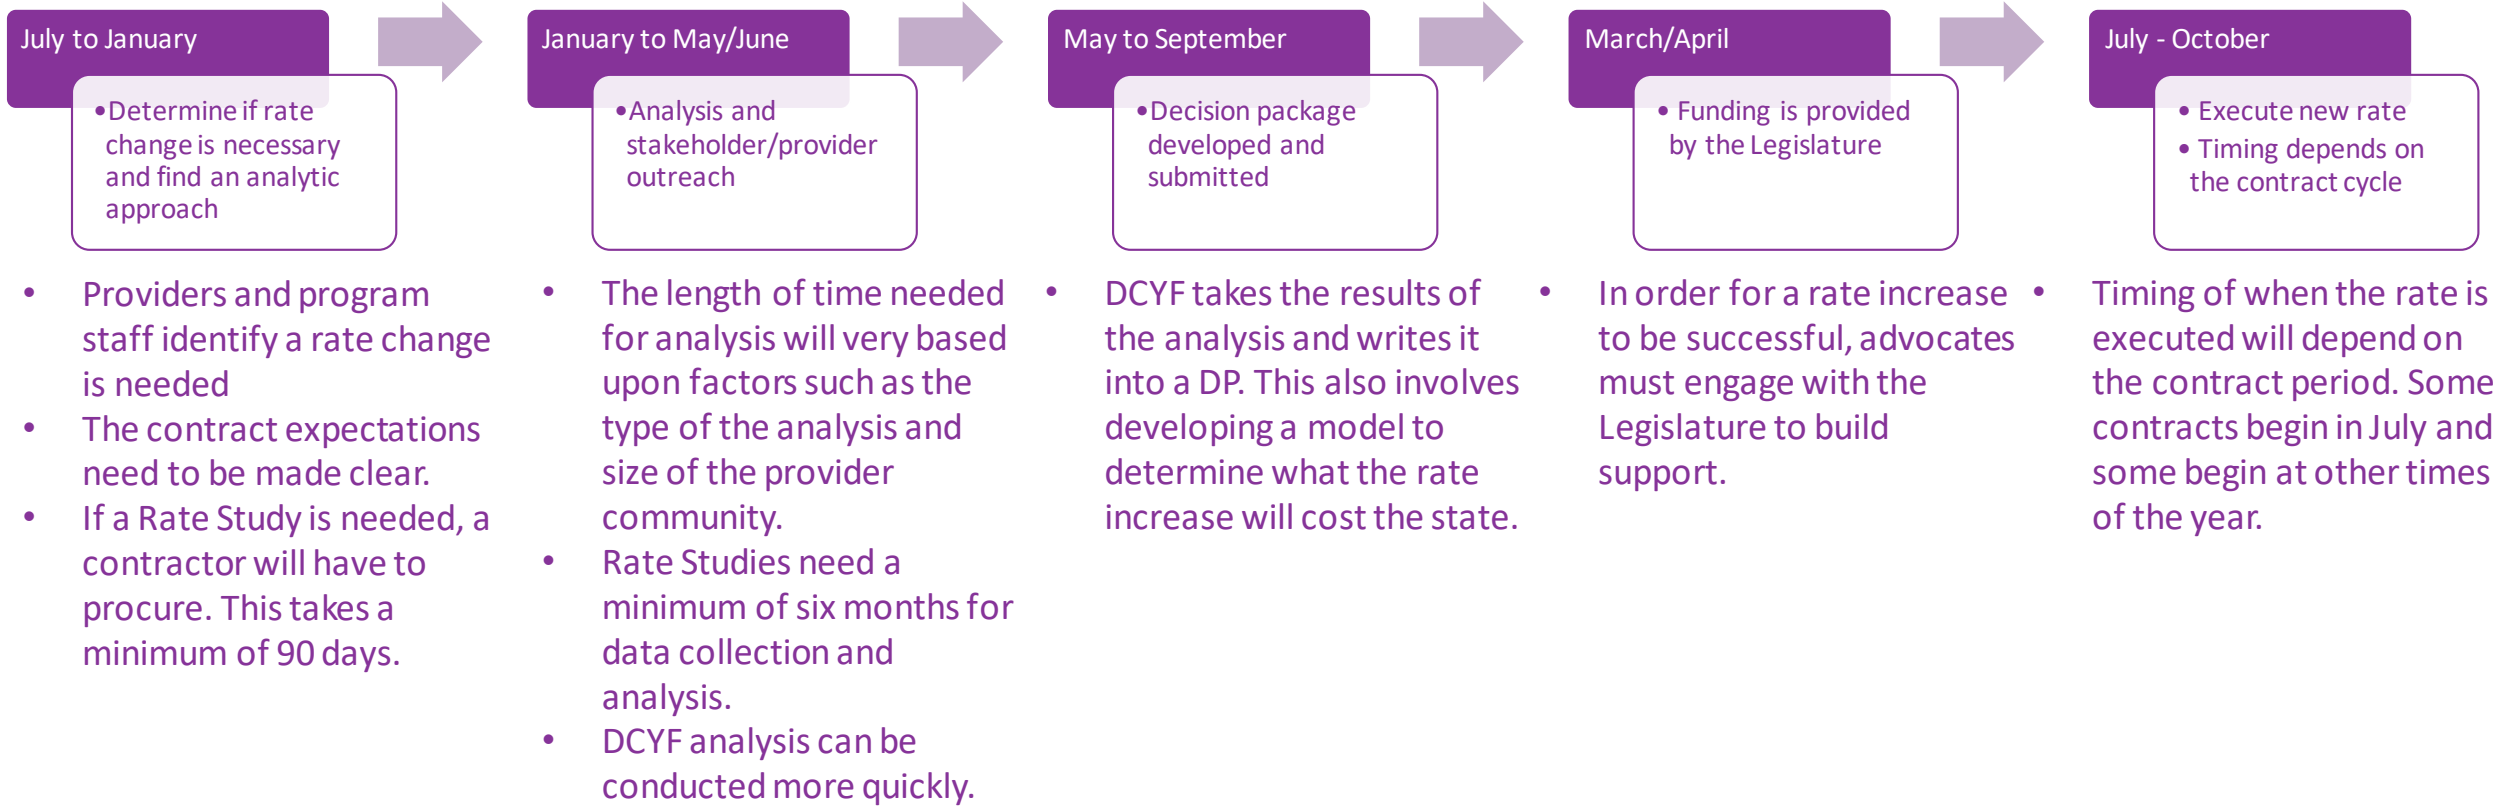 July to January
•Determine if rate
change is necessary
and find an analytic
approach
• Providers and program
staff identify a rate change
is needed
• The contract expectations
need to be made clear.
• If a Rate Study is needed, a
contractor will have to
procure. This takes a
minimum of 90 days.
January to May/June
•Analysis and
stakeholder/provider
outreach
• The length of time needed
for analysis will very based
upon factors such as the
type of the analysis and
size of the provider
community.
• Rate Studies need a
minimum of six months for
data collection and
analysis.
• DCYF analysis can be
conducted more quickly.
May to September
•Decision package
developed and
submitted
• DCYF takes the results of
the analysis and writes it
into a DP. This also involves
developing a model to
determine what the rate
increase will cost the state.
March/April
• Funding is provided
by the Legislature
• In order for a rate increase
to be successful, advocates
must engage with the
Legislature to build
support.
July - October
• Execute new rate
• Timing depends on
the contract cycle
• Timing of when the rate is
executed will depend on
the contract period. Some
contracts begin in July and
some begin at other times
of the year.